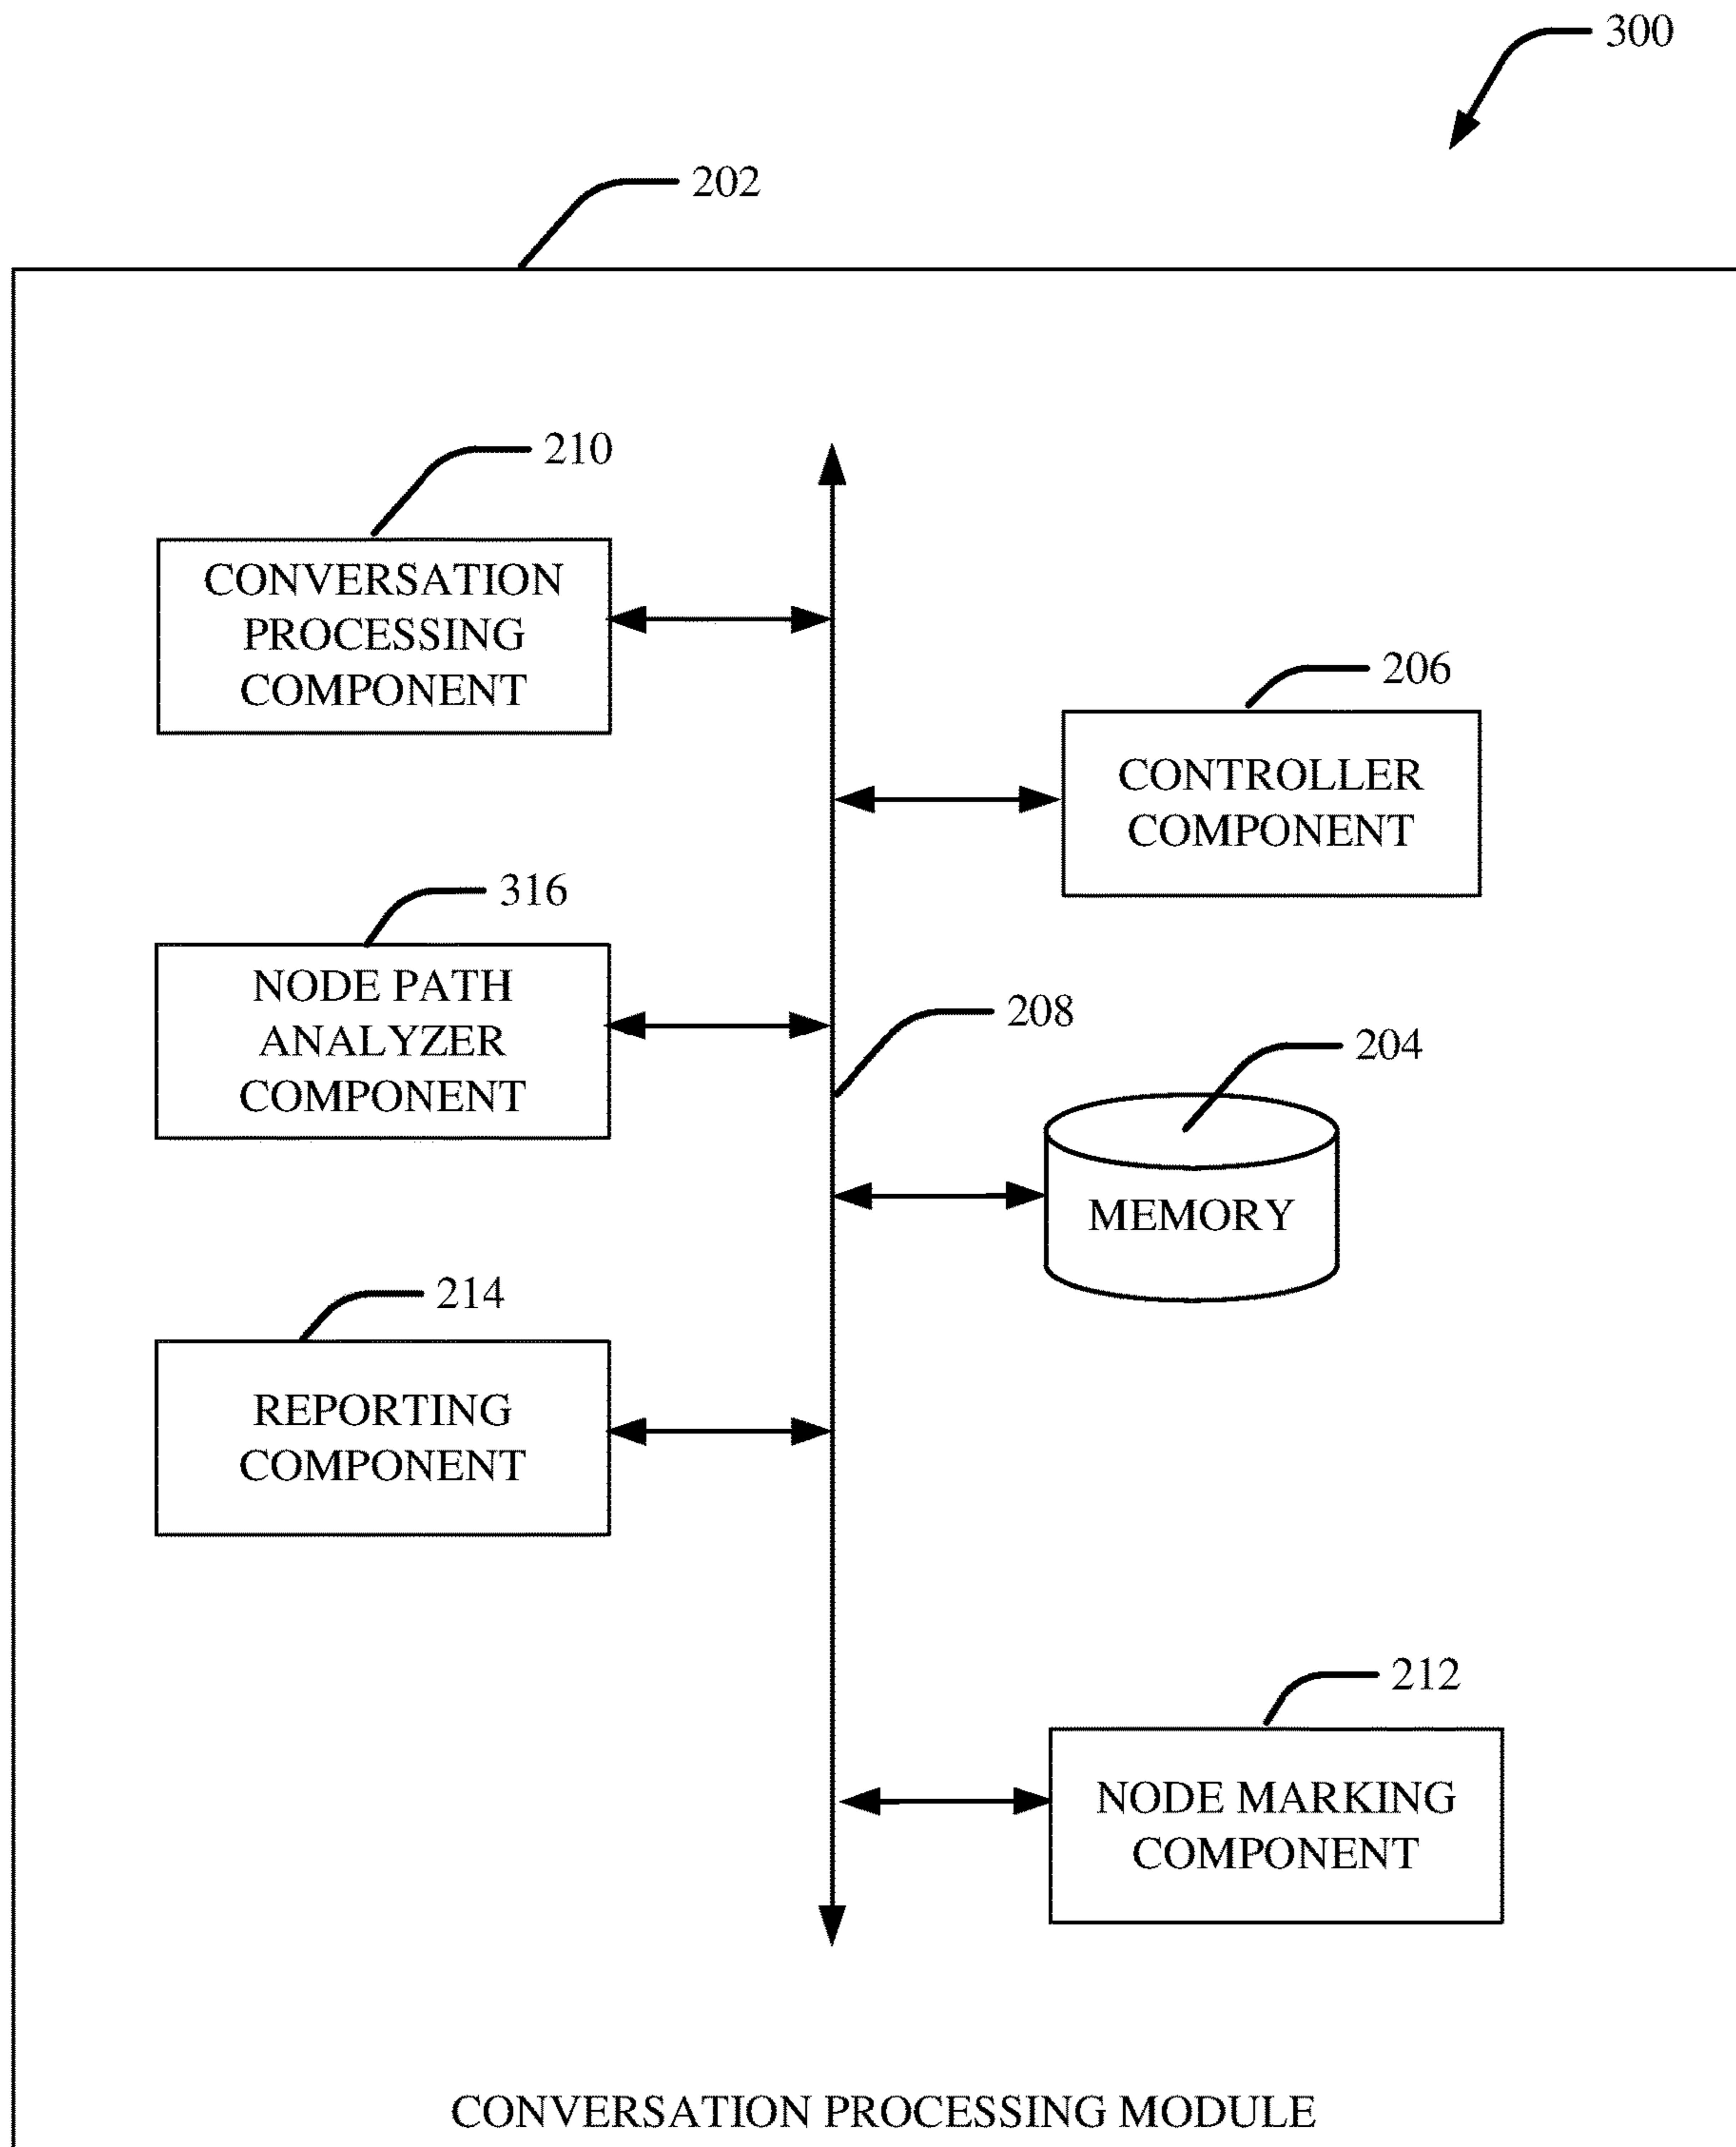 300
202
210
CONVERSATION
PROCESSING
COMPONENT
206
CONTROLLER
COMPONENT
316
NODE PATH
ANALYZER
COMPONENT
208
204
MEMORY
214
REPORTING
COMPONENT
212
NODE MARKING
COMPONENT
CONVERSATION PROCESSING MODULE